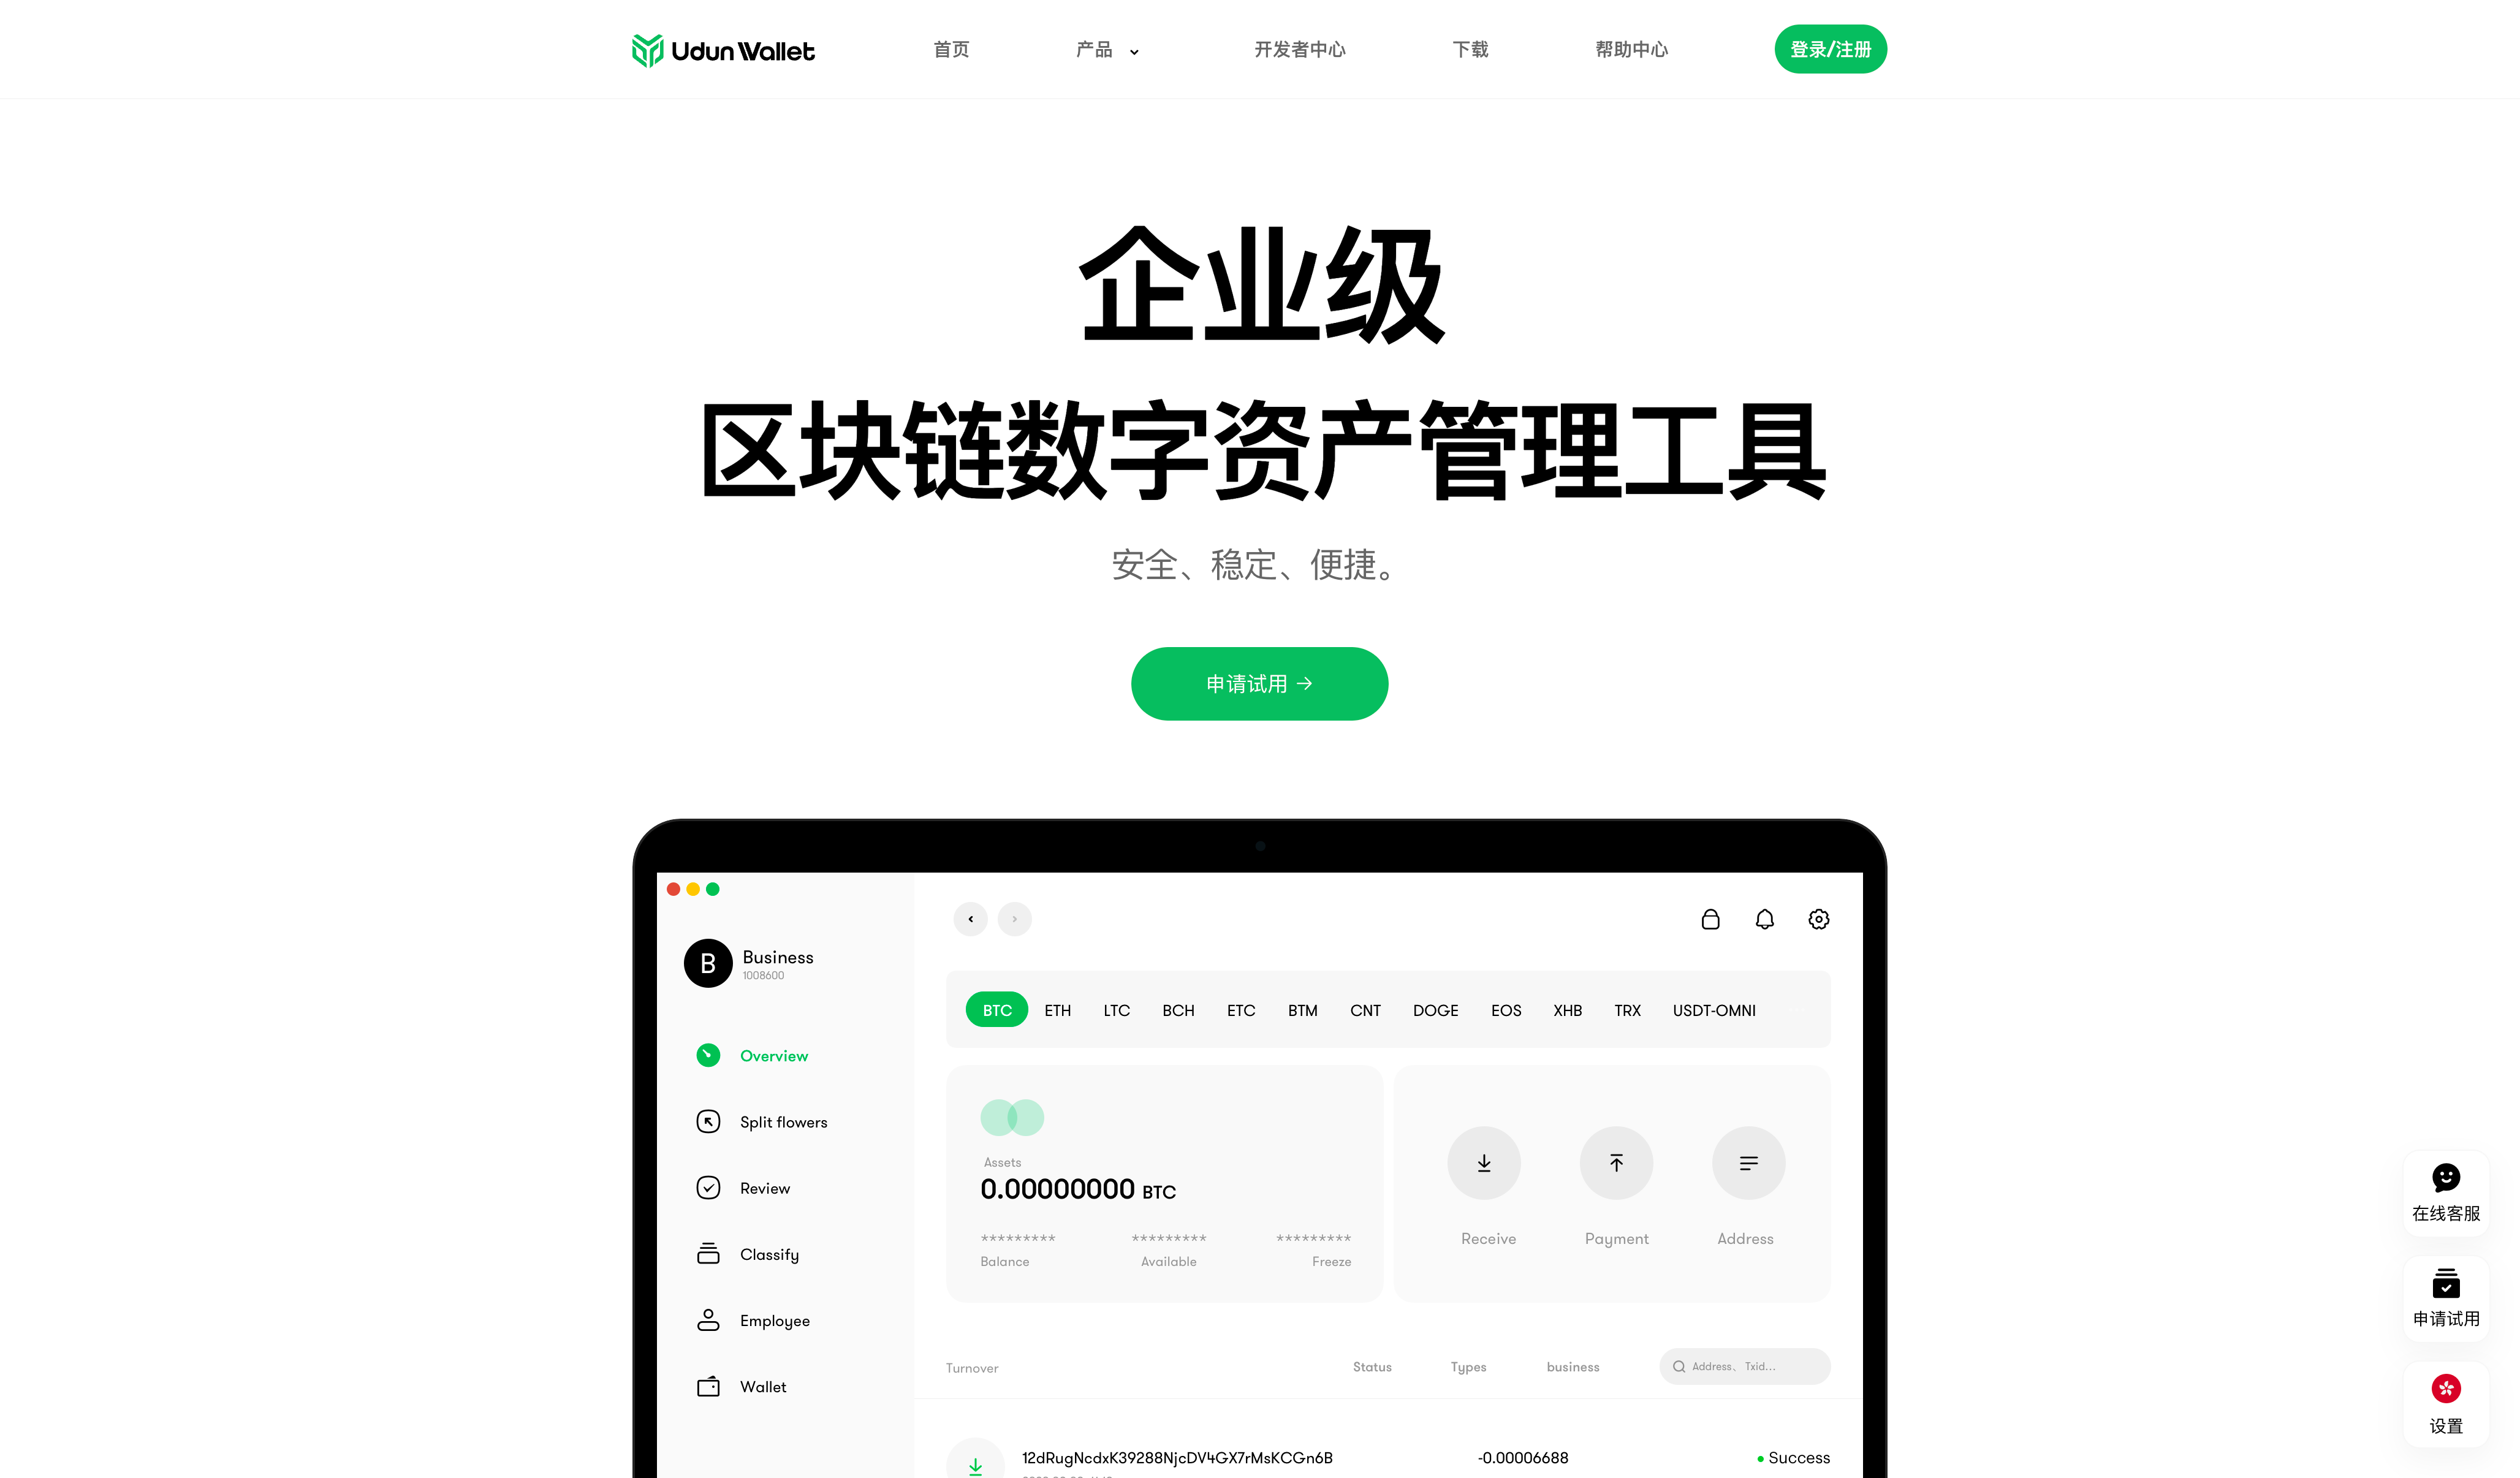 Udun Wallet
首页
产品
开发者中心
下载
帮助中心
登录/注册
企业级
区块链数字资产管理工具
安全、稳定、便捷。
申请试用 →
B
Business
1008600
BTC ETH LTC BCH ETC BTM CNT DOGE EOS XHB TRX USDT-OMNI
Overview
Split flowers
Review
Classify
Employee
Wallet
Assets
0.00000000 BTC
********* ********* *********
Balance Available Freeze
Receive Payment Address
Turnover Status Types business Address、Txid...
12dRugNcdxK39288NjcDV4GX7rMsKCGn6B -0.00006688 Success
在线客服
申请试用
设置